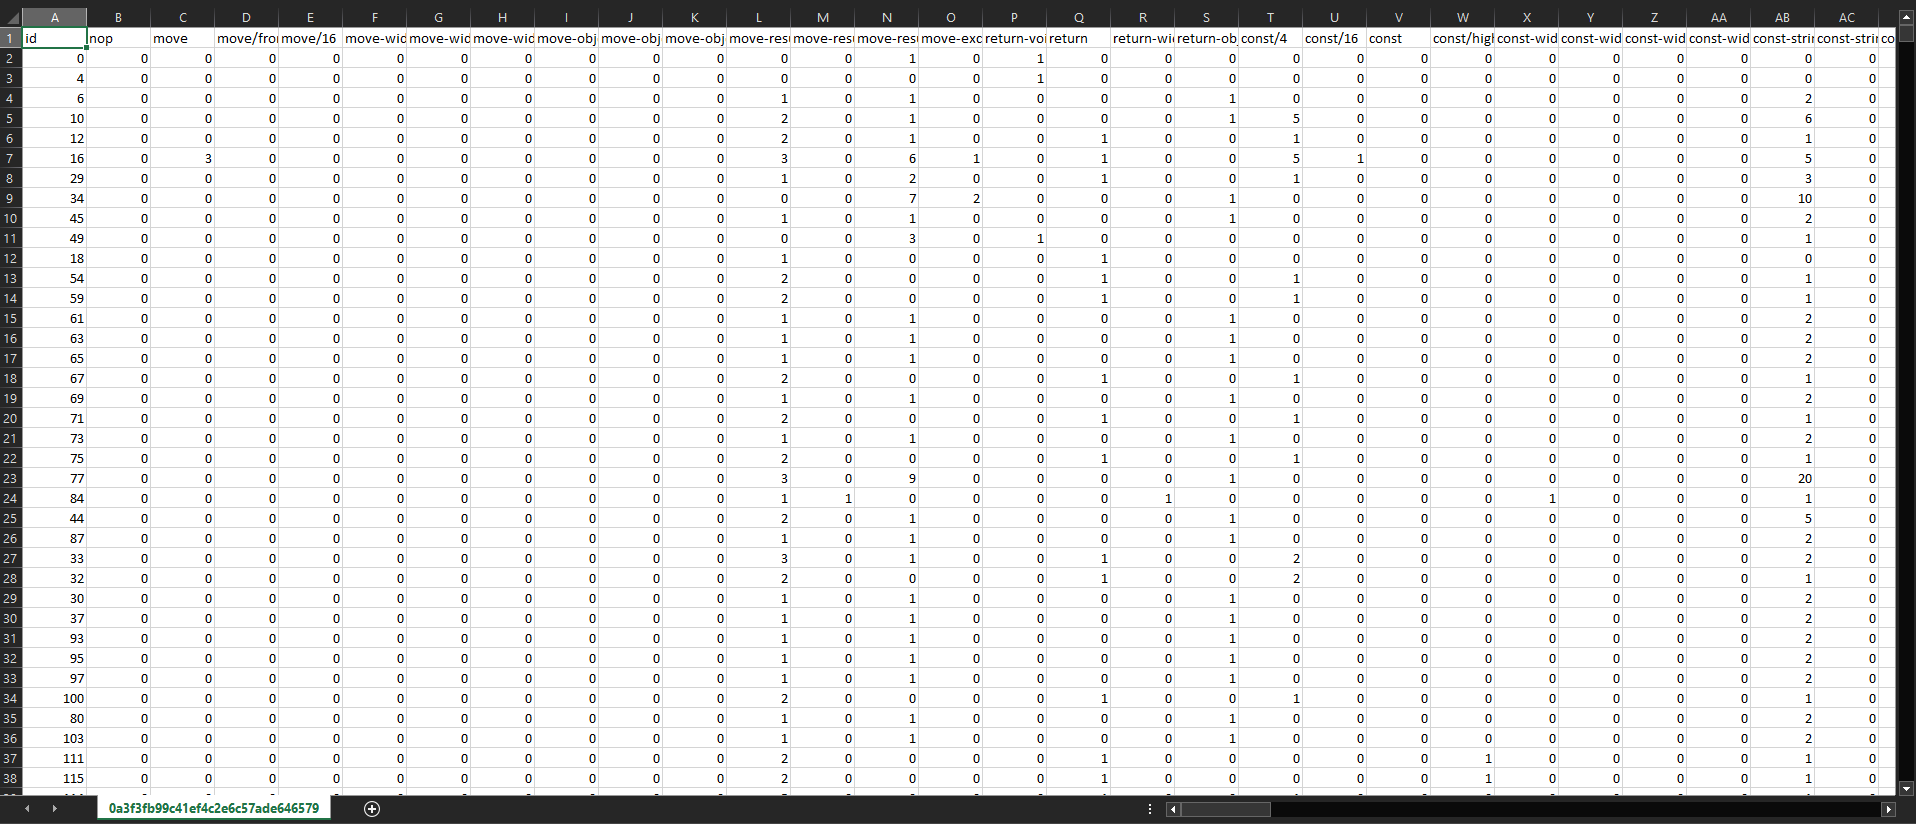 A B C D E F G H I J K L M N O P Q R S T U V W X Y Z AA AB AC
1 id nop move move/fro move/16 move-wid move-wid move-wid move-obj move-obj move-obj move-res move-res move-res move-exc return-voi return return-wi return-ob const/4 const/16 const const/high const-wid const-wid const-wid const-wid const-strin const-strin co
2 0 0 0 0 0 0 0 0 0 0 0 0 0 1 0 1 0 0 0 0 0 0 0 0 0 0 0 0 0
3 4 0 0 0 0 0 0 0 0 0 0 0 0 0 0 1 0 0 0 0 0 0 0 0 0 0 0 0 0
4 6 0 0 0 0 0 0 0 0 0 0 1 0 1 0 0 0 0 1 0 0 0 0 0 0 0 0 2 0
5 10 0 0 0 0 0 0 0 0 0 0 2 0 1 0 0 0 0 1 5 0 0 0 0 0 0 0 6 0
6 12 0 0 0 0 0 0 0 0 0 0 2 0 1 0 0 1 0 0 1 0 0 0 0 0 0 0 1 0
7 16 0 3 0 0 0 0 0 0 0 0 3 0 6 1 0 1 0 0 5 1 0 0 0 0 0 0 5 0
8 29 0 0 0 0 0 0 0 0 0 0 1 0 2 0 0 1 0 0 1 0 0 0 0 0 0 0 3 0
9 34 0 0 0 0 0 0 0 0 0 0 0 0 7 2 0 0 0 1 0 0 0 0 0 0 0 0 10 0
10 45 0 0 0 0 0 0 0 0 0 0 1 0 1 0 0 0 0 1 0 0 0 0 0 0 0 0 2 0
11 49 0 0 0 0 0 0 0 0 0 0 0 0 3 0 1 0 0 0 0 0 0 0 0 0 0 0 1 0
12 18 0 0 0 0 0 0 0 0 0 0 1 0 0 0 0 1 0 0 0 0 0 0 0 0 0 0 0 0
13 54 0 0 0 0 0 0 0 0 0 0 2 0 0 0 0 1 0 0 1 0 0 0 0 0 0 0 1 0
14 59 0 0 0 0 0 0 0 0 0 0 2 0 0 0 0 1 0 0 1 0 0 0 0 0 0 0 1 0
15 61 0 0 0 0 0 0 0 0 0 0 1 0 1 0 0 0 0 1 0 0 0 0 0 0 0 0 2 0
16 63 0 0 0 0 0 0 0 0 0 0 1 0 1 0 0 0 0 1 0 0 0 0 0 0 0 0 2 0
17 65 0 0 0 0 0 0 0 0 0 0 1 0 1 0 0 0 0 1 0 0 0 0 0 0 0 0 2 0
18 67 0 0 0 0 0 0 0 0 0 0 2 0 0 0 0 1 0 0 1 0 0 0 0 0 0 0 1 0
19 69 0 0 0 0 0 0 0 0 0 0 1 0 1 0 0 0 0 1 0 0 0 0 0 0 0 0 2 0
20 71 0 0 0 0 0 0 0 0 0 0 2 0 0 0 0 1 0 0 1 0 0 0 0 0 0 0 1 0
21 73 0 0 0 0 0 0 0 0 0 0 1 0 1 0 0 0 0 1 0 0 0 0 0 0 0 0 2 0
22 75 0 0 0 0 0 0 0 0 0 0 2 0 0 0 0 1 0 0 1 0 0 0 0 0 0 0 1 0
23 77 0 0 0 0 0 0 0 0 0 0 3 0 9 0 0 0 0 1 0 0 0 0 0 0 0 0 20 0
24 84 0 0 0 0 0 0 0 0 0 0 1 1 0 0 0 0 1 0 0 0 0 0 1 0 0 0 1 0
25 44 0 0 0 0 0 0 0 0 0 0 2 0 1 0 0 0 0 1 0 0 0 0 0 0 0 0 5 0
26 87 0 0 0 0 0 0 0 0 0 0 1 0 1 0 0 0 0 1 0 0 0 0 0 0 0 0 2 0
27 33 0 0 0 0 0 0 0 0 0 0 3 0 1 0 0 1 0 0 2 0 0 0 0 0 0 0 2 0
28 32 0 0 0 0 0 0 0 0 0 0 2 0 0 0 0 1 0 0 2 0 0 0 0 0 0 0 1 0
29 30 0 0 0 0 0 0 0 0 0 0 1 0 1 0 0 0 0 1 0 0 0 0 0 0 0 0 2 0
30 37 0 0 0 0 0 0 0 0 0 0 1 0 1 0 0 0 0 1 0 0 0 0 0 0 0 0 2 0
31 93 0 0 0 0 0 0 0 0 0 0 1 0 1 0 0 0 0 1 0 0 0 0 0 0 0 0 2 0
32 95 0 0 0 0 0 0 0 0 0 0 1 0 1 0 0 0 0 1 0 0 0 0 0 0 0 0 2 0
33 97 0 0 0 0 0 0 0 0 0 0 1 0 1 0 0 0 0 1 0 0 0 0 0 0 0 0 2 0
34 100 0 0 0 0 0 0 0 0 0 0 2 0 0 0 0 1 0 0 1 0 0 0 0 0 0 0 1 0
35 80 0 0 0 0 0 0 0 0 0 0 1 0 1 0 0 0 0 1 0 0 0 0 0 0 0 0 2 0
36 103 0 0 0 0 0 0 0 0 0 0 1 0 1 0 0 0 0 1 0 0 0 0 0 0 0 0 2 0
37 111 0 0 0 0 0 0 0 0 0 0 2 0 0 0 0 1 0 0 0 0 0 1 0 0 0 0 1 0
38 115 0 0 0 0 0 0 0 0 0 0 2 0 0 0 0 1 0 0 0 0 0 1 0 0 0 0 1 0
0a3f3fb99c41ef4c2e6c57ade646579